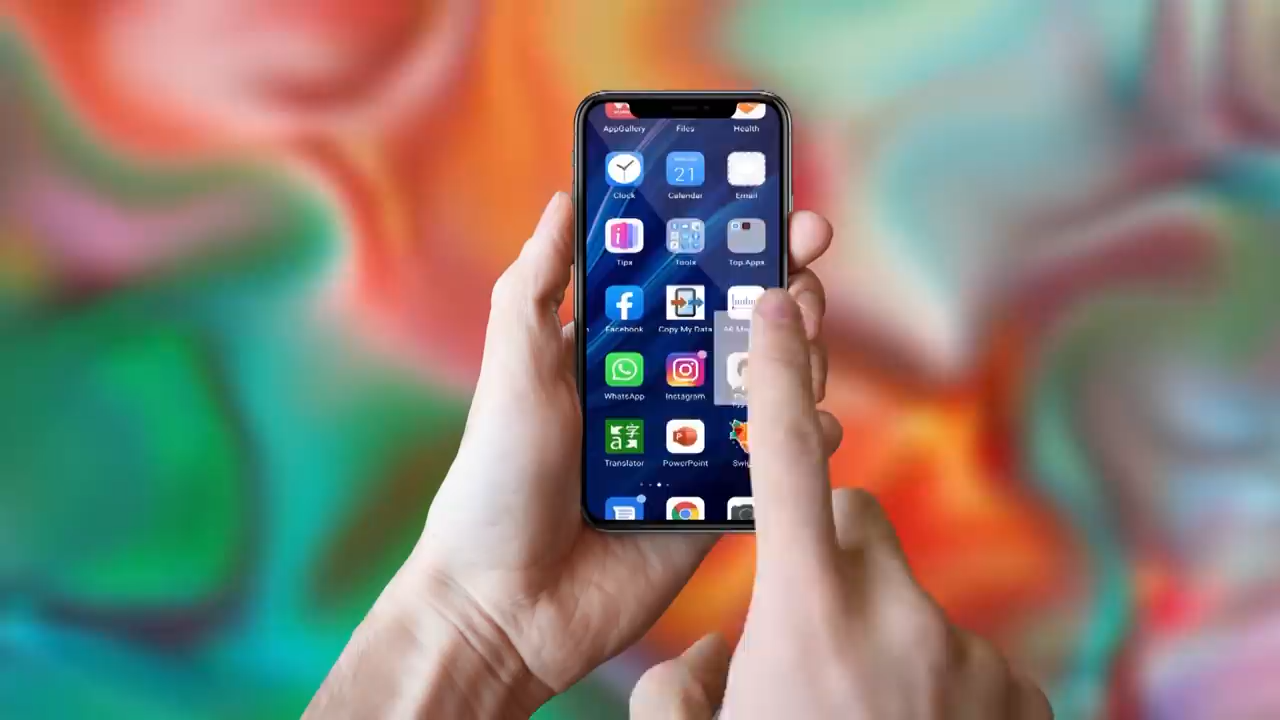 AppGallery Files Health
21
Clock Calendar Email
Tips Tools Top Apps
Facebook Copy My Data
WhatsApp Instagram
字
a
Translator PowerPoint
P